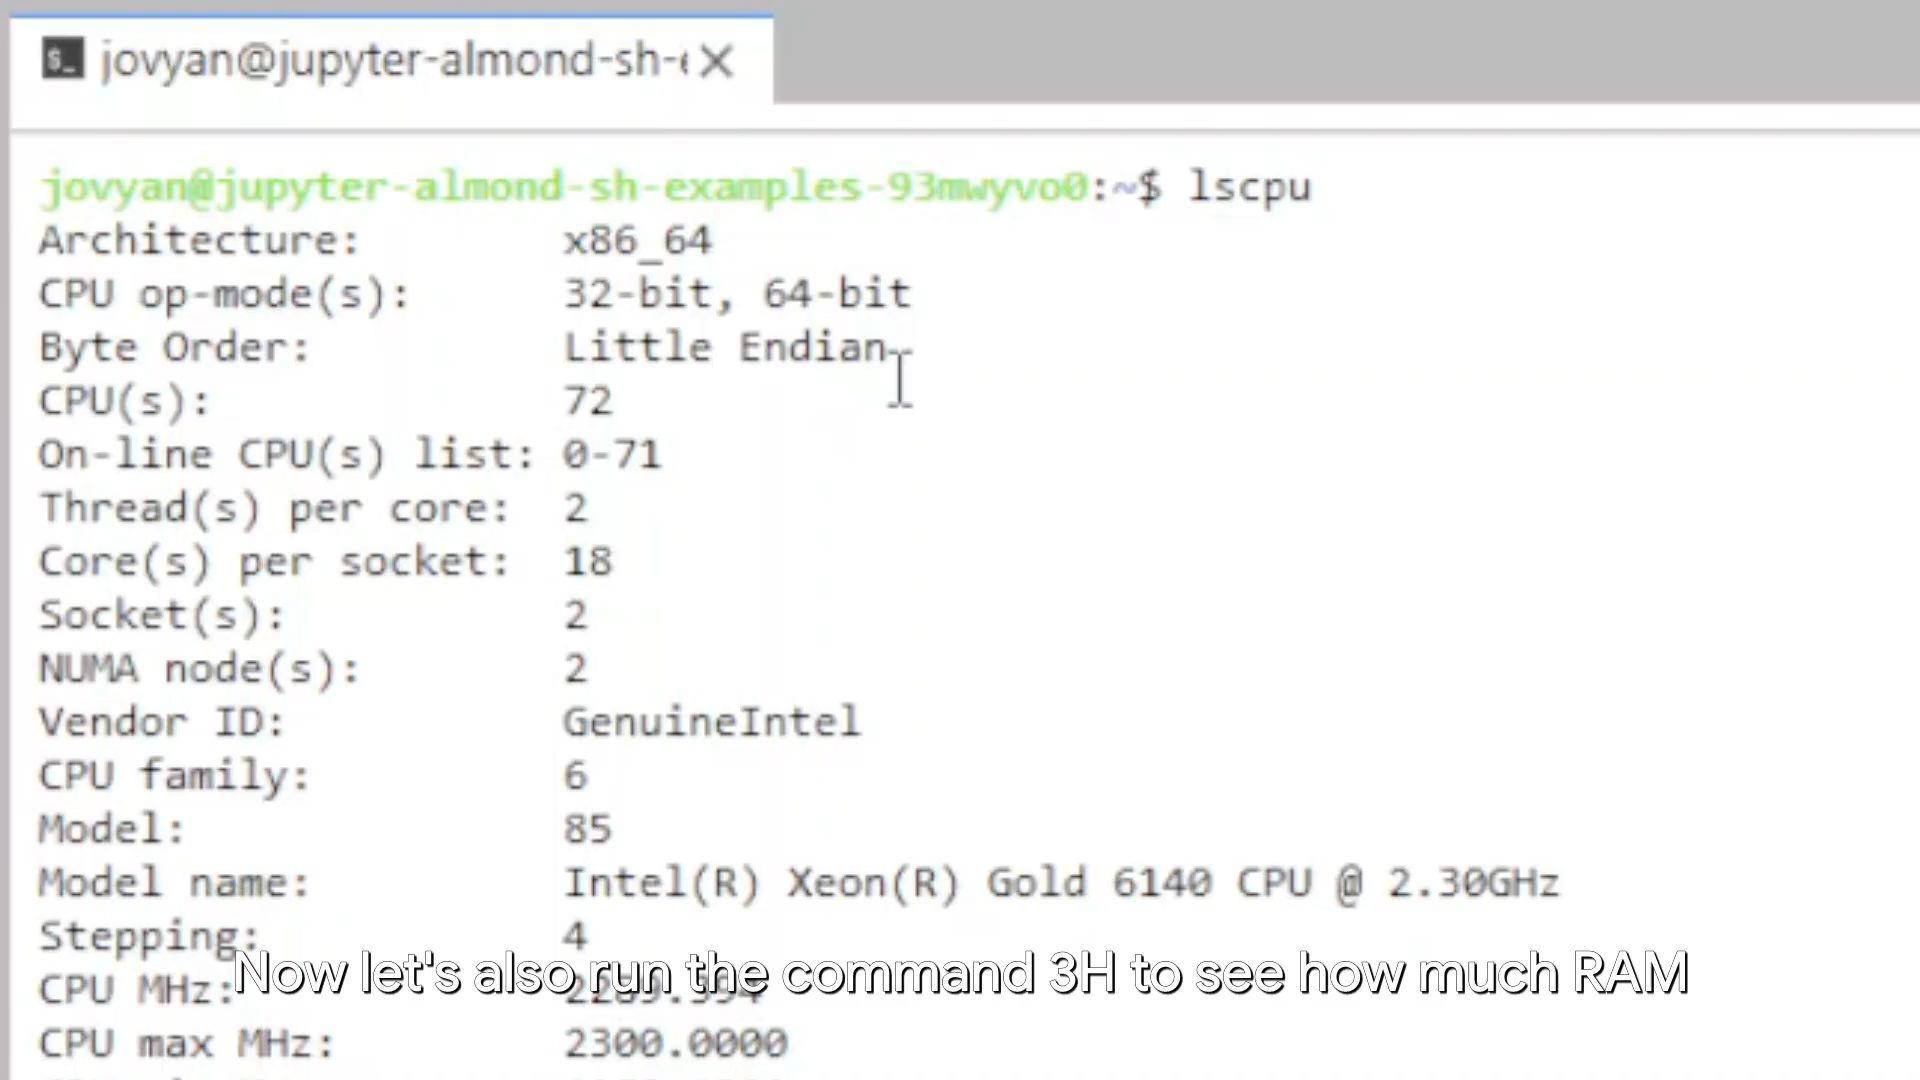 jovyan@jupyter-almond-sh-e
jovyan@jupyter-almond-sh-examples-93mwyvo0:~$ lscpu
Architecture: x86_64
CPU op-mode(s): 32-bit, 64-bit
Byte Order: Little Endian
CPU(s): 72
On-line CPU(s) list: 0-71
Thread(s) per core: 2
Core(s) per socket: 18
Socket(s): 2
NUMA node(s): 2
Vendor ID: GenuineIntel
CPU family: 6
Model: 85
Model name: Intel(R) Xeon(R) Gold 6140 CPU @ 2.30GHz
Stepping: 4
Now let's also run the command 3H to see how much RAM
CPU MHz:
CPU max MHz: 2300.0000